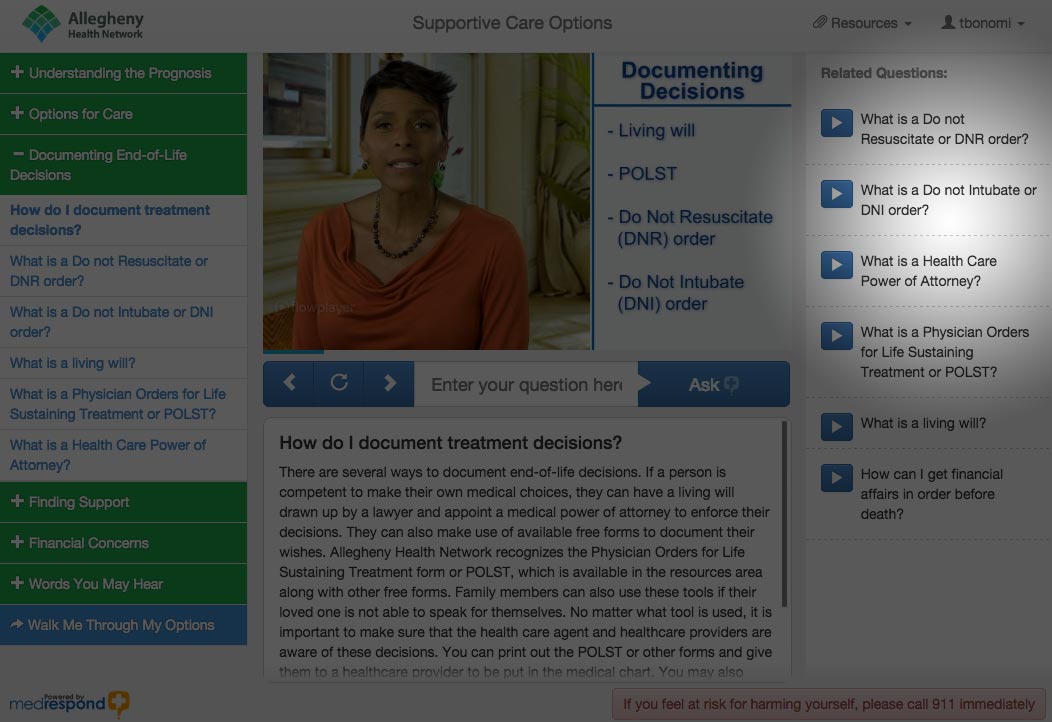 Allegheny
Health Network
Supportive Care Options
Resources
tbonomi
Understanding the Prognosis
Options for Care
Documenting End-of-Life
Decisions
How do I document treatment
decisions?
What is a Do not Resuscitate or
DNR order?
What is a Do not Intubate or DNI
order?
What is a living will?
What is a Physician Orders for Life
Sustaining Treatment or POLST?
What is a Health Care Power of
Attorney?
Finding Support
Financial Concerns
Words You May Hear
Walk Me Through My Options
flowplayer
Documenting
Decisions
- Living will
- POLST
- Do Not Resuscitate
(DNR) order
- Do Not Intubate
(DNI) order
Enter your question here
Ask
How do I document treatment decisions?
There are several ways to document end-of-life decisions. If a person is
competent to make their own medical choices, they can have a living will
drawn up by a lawyer and appoint a medical power of attorney to enforce their
decisions. They can also make use of available free forms to document their
wishes. Allegheny Health Network recognizes the Physician Orders for Life
Sustaining Treatment form or POLST, which is available in the resources area
along with other free forms. Family members can also use these tools if their
loved one is not able to speak for themselves. No matter what tool is used, it is
important to make sure that the health care agent and healthcare providers are
aware of these decisions. You can print out the POLST or other forms and give
them to a healthcare provider to be put in the medical chart. You may also
Related Questions:
What is a Do not
Resuscitate or DNR order?
What is a Do not Intubate or
DNI order?
What is a Health Care
Power of Attorney?
What is a Physician Orders
for Life Sustaining
Treatment or POLST?
What is a living will?
How can I get financial
affairs in order before
death?
Powered by
medrespond
If you feel at risk for harming yourself, please call 911 immediately